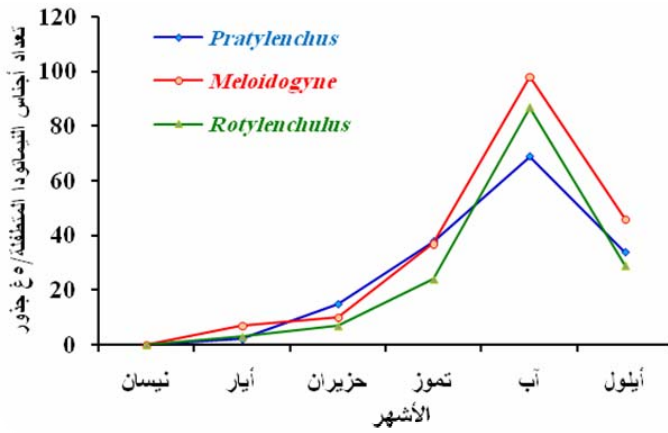 تعداد أجناس النيماتودا المتطفلة/ 5غ جذور
120
100
80
60
40
20
0
Pratylenchus
Meloidogyne
Rotylenchulus
نيسان أيار حزيران تموز آب أيلول
الأشهر